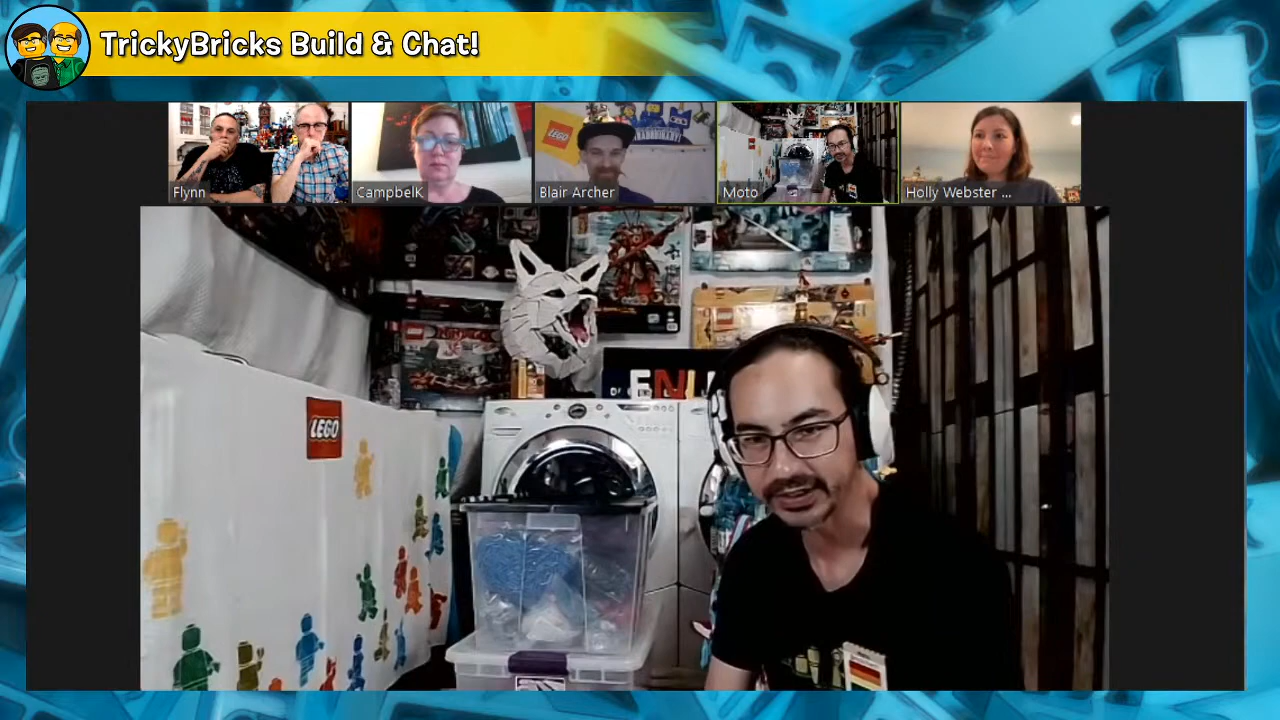 TrickyBricks Build & Chat!
Flynn
CampbelK
Blair Archer
Moto
Holly Webster ...
LEGO
LEGO